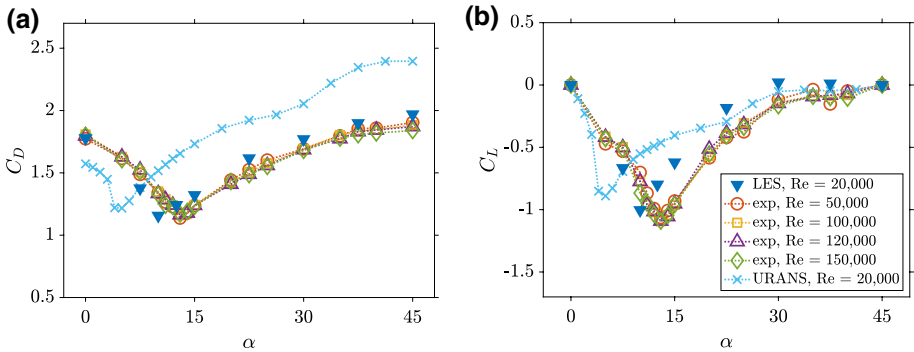 (a)
2.5
2
1.5
1
0.5
0
15
30
45
C_D
α
(b)
0
-0.5
-1
-1.5
0
15
30
45
C_L
α
LES, Re = 20,000
exp, Re = 50,000
exp, Re = 100,000
exp, Re = 120,000
exp, Re = 150,000
URANS, Re = 20,000